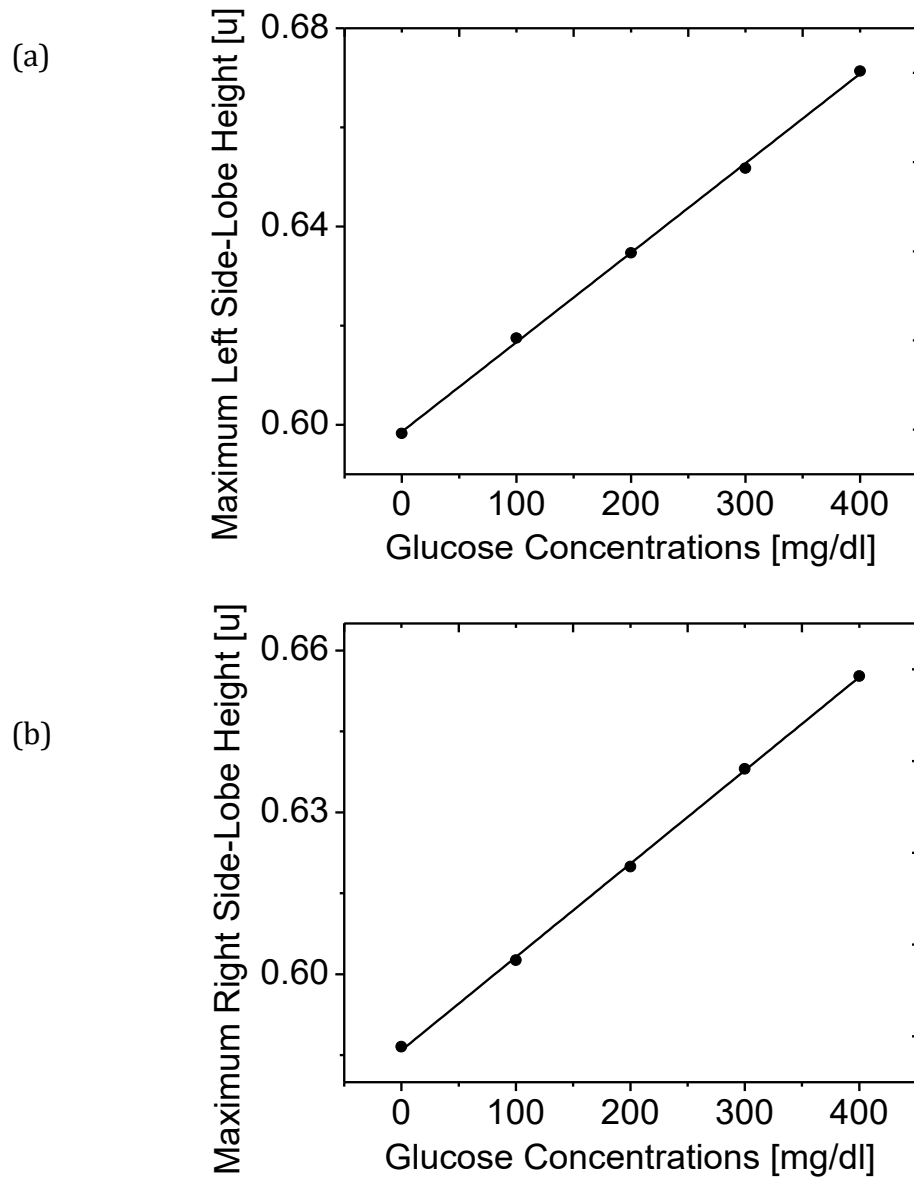 (a)
Maximum Left Side-Lobe Height [u]
0.68
0.64
0.60
0 100 200 300 400
Glucose Concentrations [mg/dl]
(b)
Maximum Right Side-Lobe Height [u]
0.66
0.63
0.60
0 100 200 300 400
Glucose Concentrations [mg/dl]